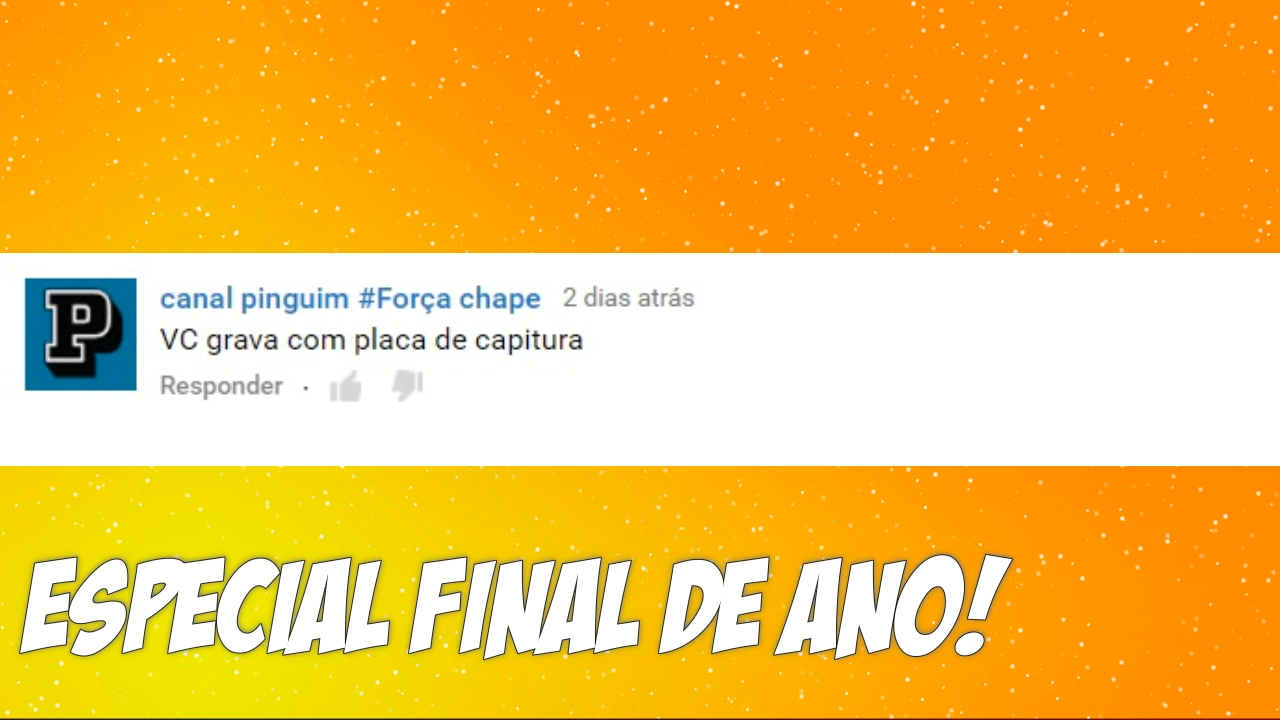 P
canal pinguim #Força chape 2 dias atrás
VC grava com placa de capitura
Responder ·
ESPECIAL FINAL DE ANO!